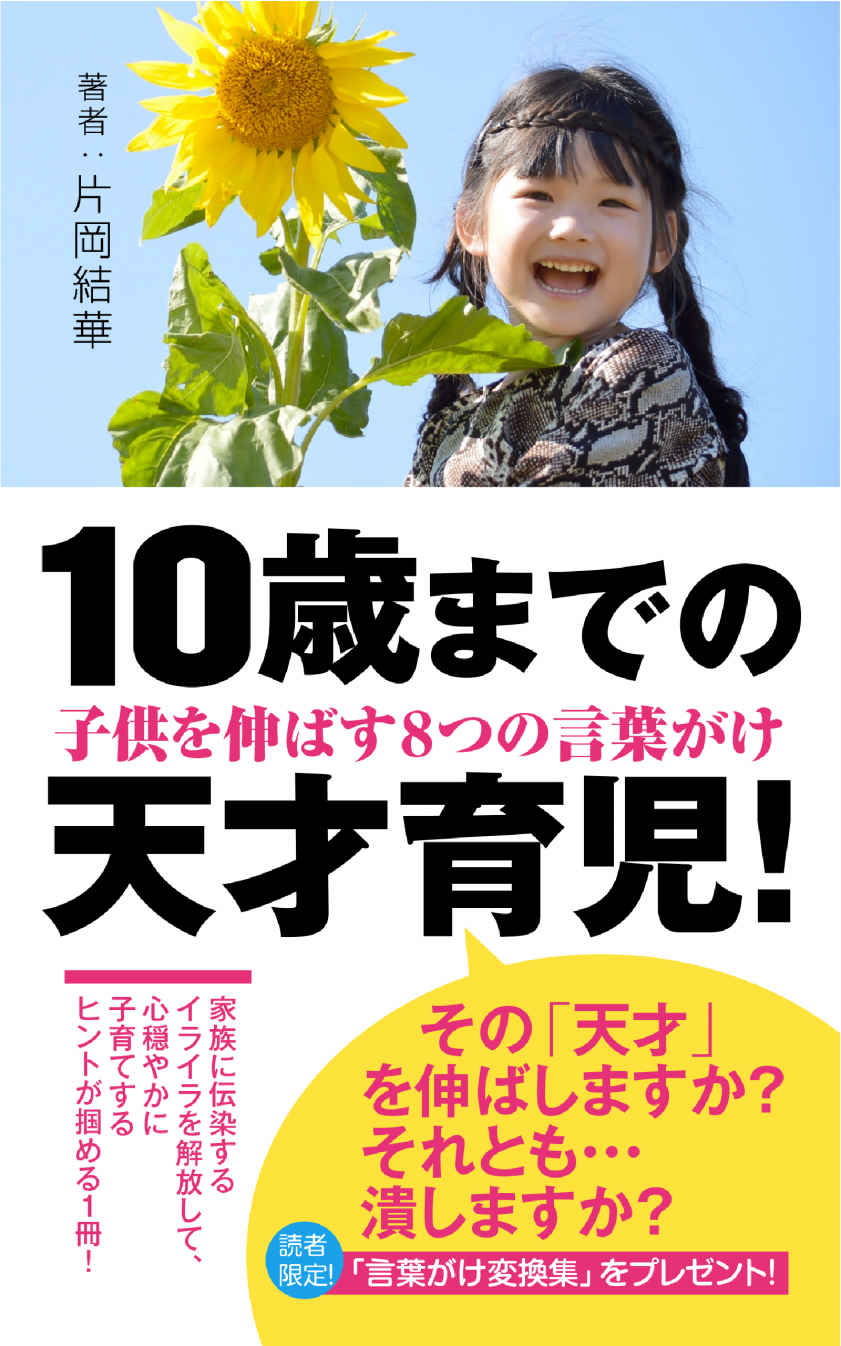 著者：片岡結華
10歳までの
子供を伸ばす8つの言葉がけ
天才育児！
家族に伝染する
イライラを解放して、
心穏やかに
子育てする
ヒントが掴める1冊！
その「天才」
を伸ばしますか？
それとも…
潰しますか？
読者
限定！
「言葉がけ変換集」をプレゼント！